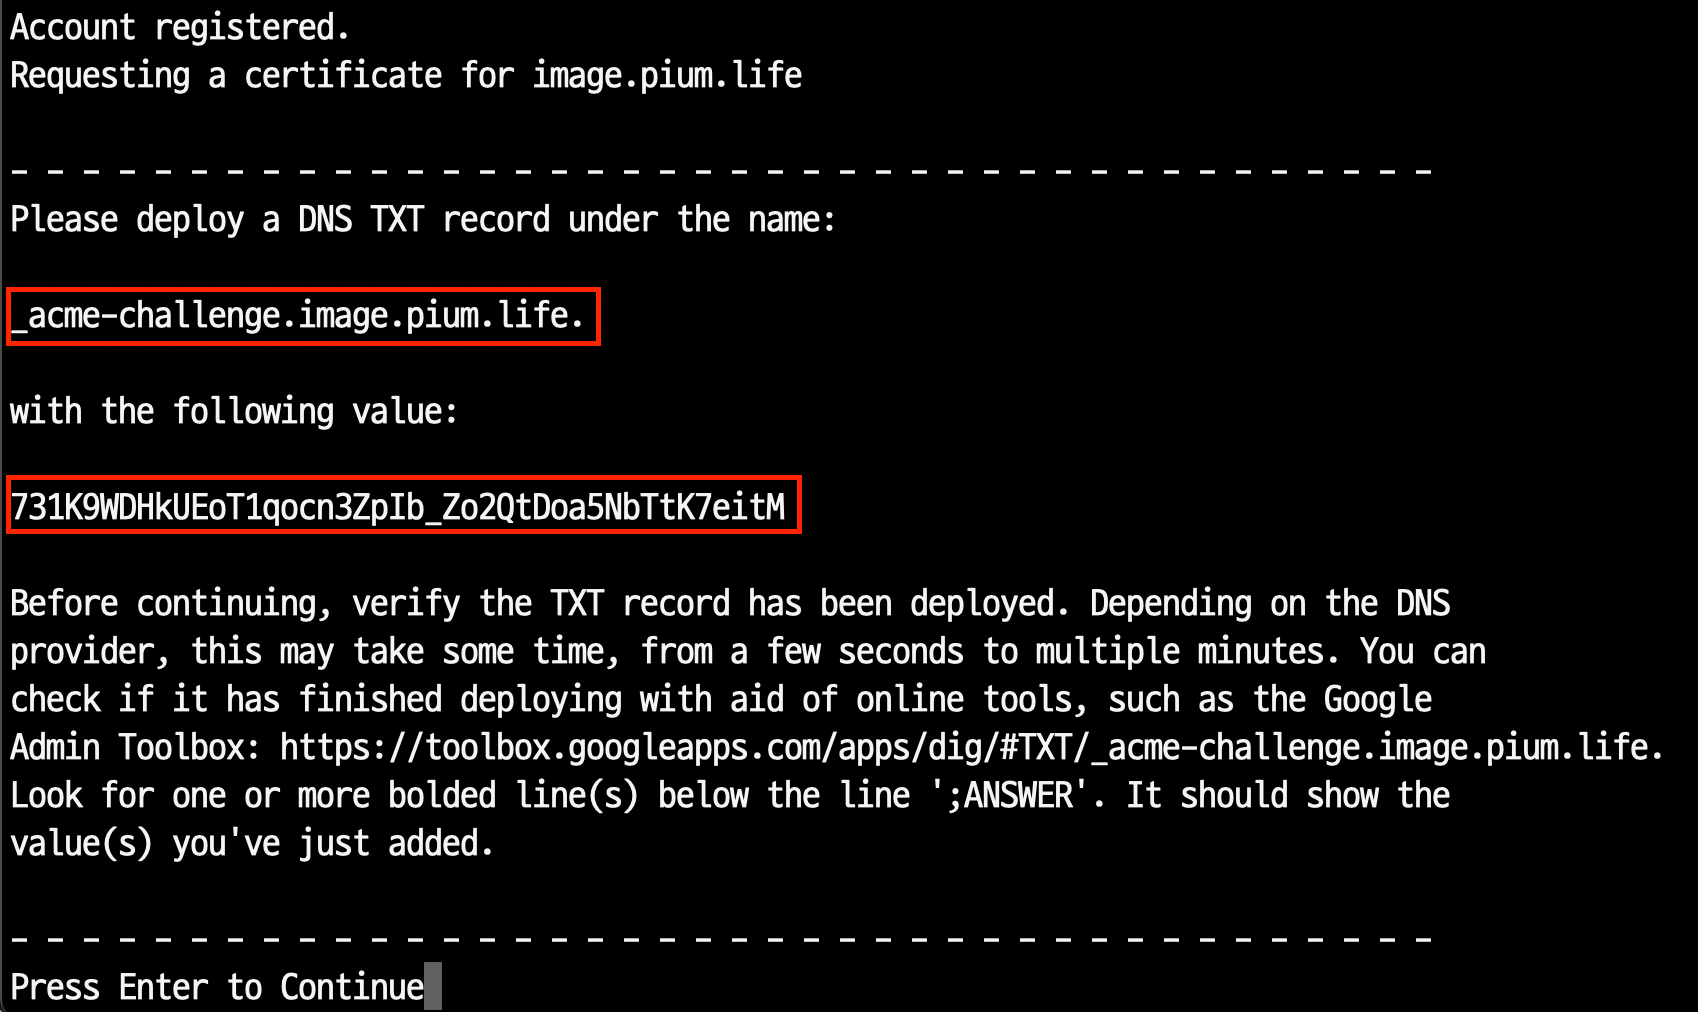 Account registered.
Requesting a certificate for image.pium.life
- - - - - - - - - - - - - - - - - - - - - - - - - - - - - - - - - - - - - - - -
Please deploy a DNS TXT record under the name:
_acme-challenge.image.pium.life.
with the following value:
731K9WDHkUEoT1qocn3ZpIb_Zo2QtDoa5NbTtK7eitM
Before continuing, verify the TXT record has been deployed. Depending on the DNS
provider, this may take some time, from a few seconds to multiple minutes. You can
check if it has finished deploying with aid of online tools, such as the Google
Admin Toolbox: https://toolbox.googleapps.com/apps/dig/#TXT/_acme-challenge.image.pium.life.
Look for one or more bolded line(s) below the line ';ANSWER'. It should show the
value(s) you've just added.
- - - - - - - - - - - - - - - - - - - - - - - - - - - - - - - - - - - - - - - -
Press Enter to Continue